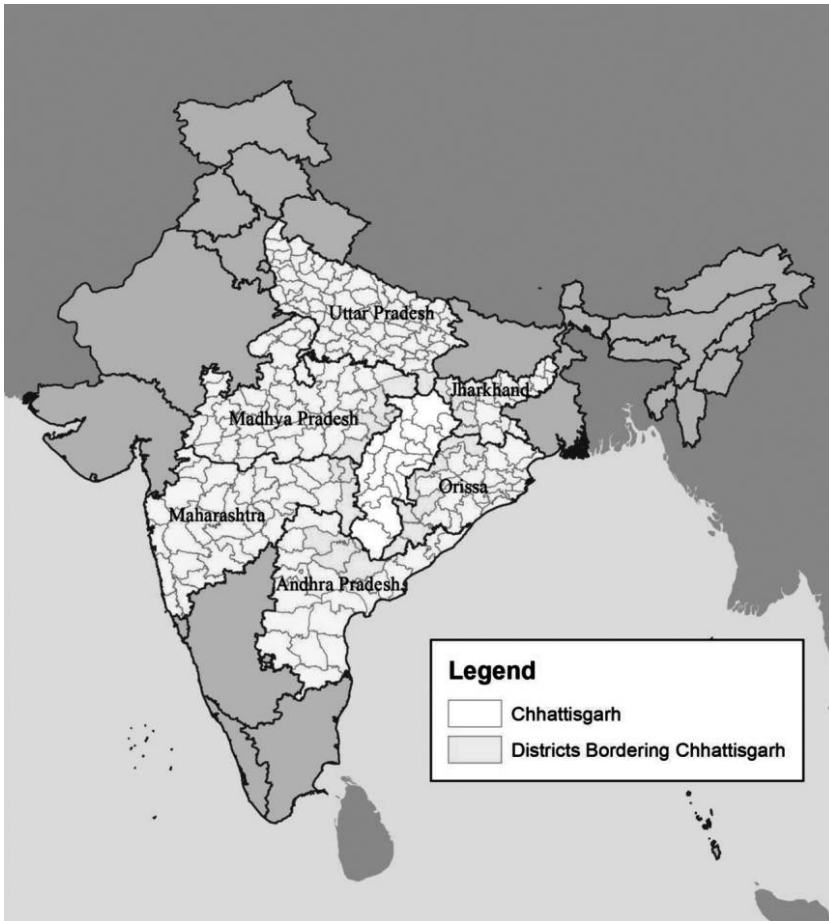 Uttar Pradesh
Jharkhand
Madhya Pradesh
Orissa
Maharashtra
Andhra Pradesh
Legend
Chhattisgarh
Districts Bordering Chhattisgarh